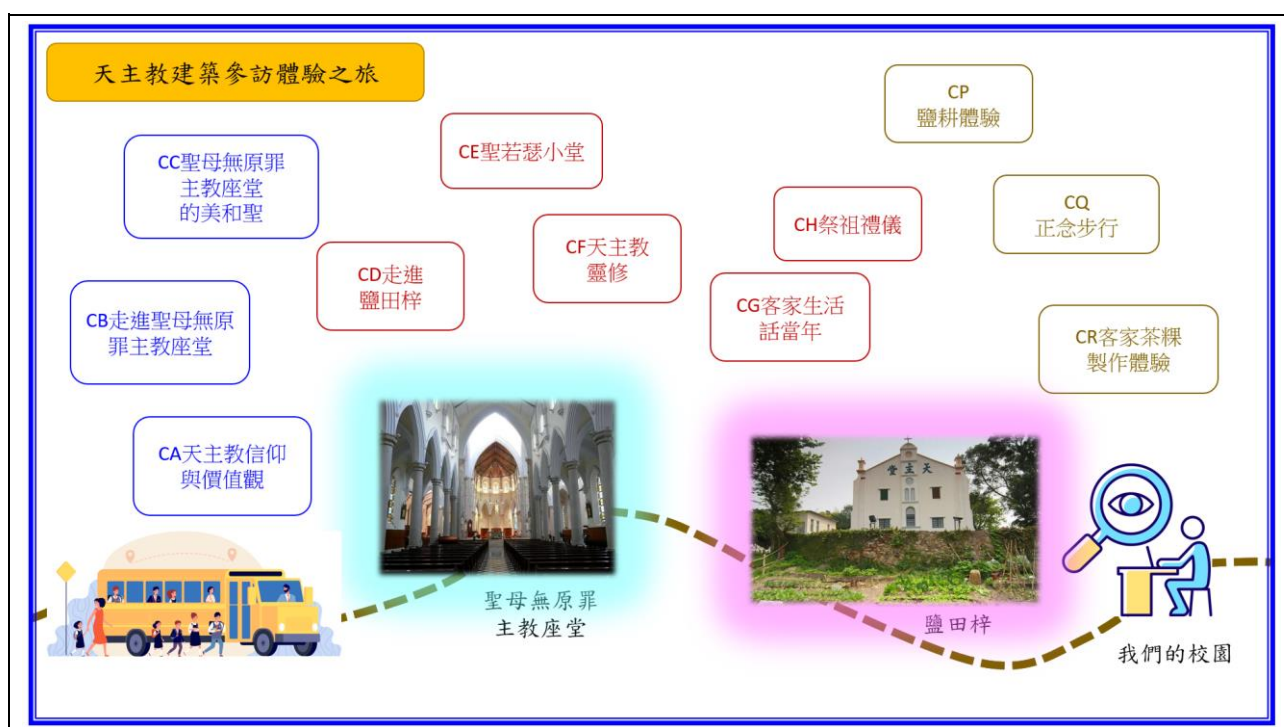 天主教建築參訪體驗之旅
CP
鹽耕體驗
CE聖若瑟小堂
CC聖母無原罪
主教座堂
的美和聖
CH祭祖禮儀
CQ
正念步行
CF天主教
靈修
CD走進
鹽田梓
CG客家生活
話當年
CB走進聖母無原
罪主教座堂
CR客家茶粿
製作體驗
CA天主教信仰
與價值觀
天主堂
聖母無原罪
主教座堂
鹽田梓
我們的校園